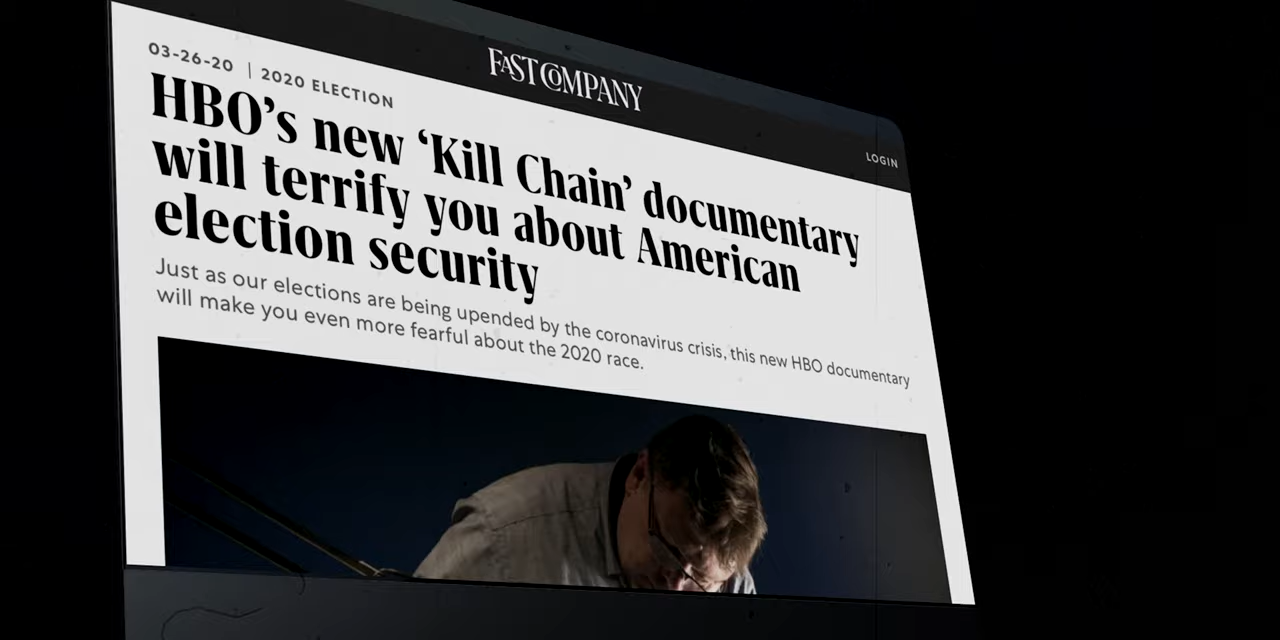 FAST COMPANY
03-26-20 | 2020 ELECTION
LOGIN
HBO’s new ‘Kill Chain’ documentary
will terrify you about American
election security
Just as our elections are being upended by the coronavirus crisis, this new HBO documentary
will make you even more fearful about the 2020 race.